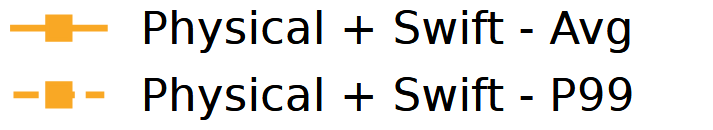 Physical + Swift - Avg
Physical + Swift - P99